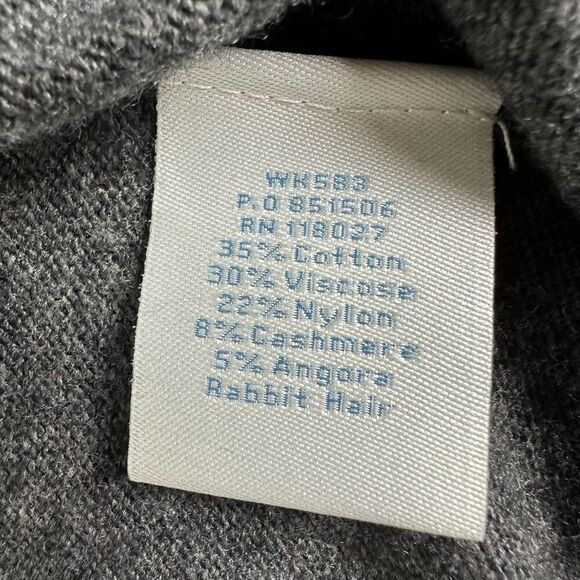 WK583
P.O 851506
RN 118027
35% Cotton
30% Viscose
22% Nylon
8% Cashmere
5% Angora
Rabbit Hair